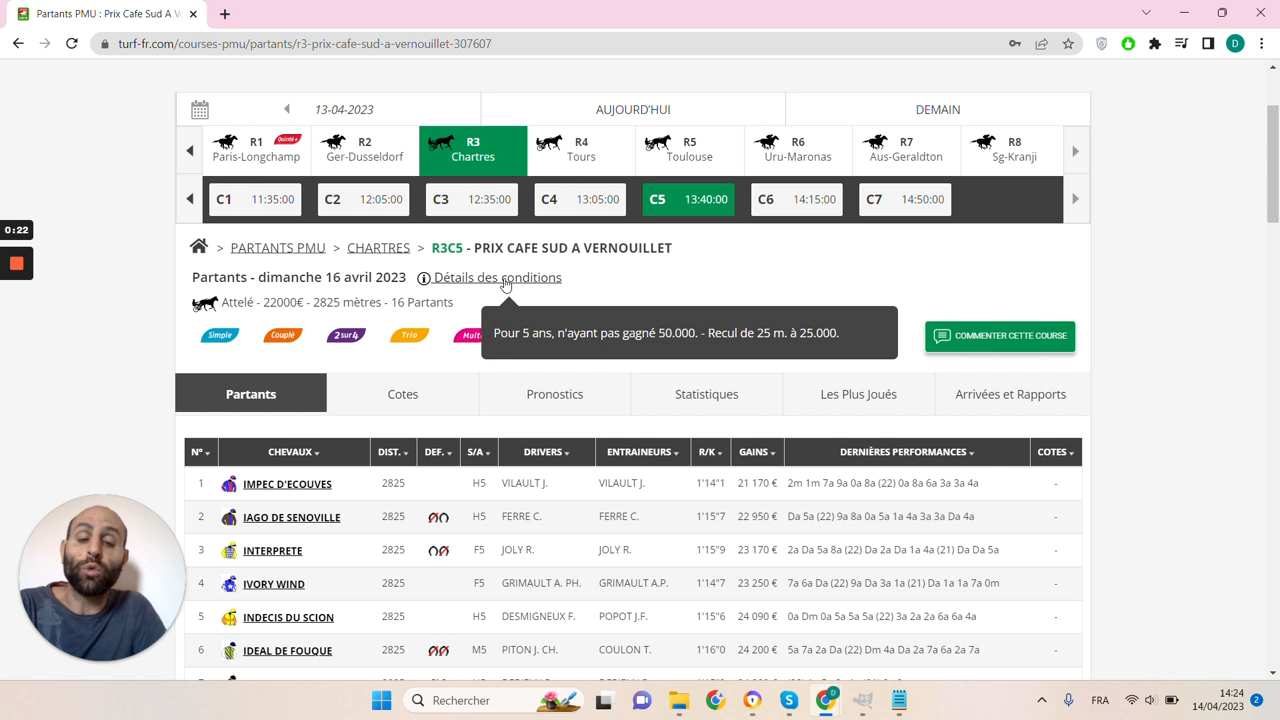 Partants PMU : Prix Cafe Sud A V
turf-fr.com/courses-pmu/partants/r3-prix-cafe-sud-a-vernouillet-307607
D
13-04-2023 AUJOURD'HUI DEMAIN
R1 Quinté+ R2 R3 R4 R5 R6 R7 R8
Paris-Longchamp Ger-Dusseldorf Chartres Tours Toulouse Uru-Maronas Aus-Geraldton Sg-Kranji
C1 11:35:00 C2 12:05:00 C3 12:35:00 C4 13:05:00 C5 13:40:00 C6 14:15:00 C7 14:50:00
0:22
> PARTANTS PMU > CHARTRES > R3C5 - PRIX CAFE SUD A VERNOUILLET
Partants - dimanche 16 avril 2023 Détails des conditions
Attelé - 22000€ - 2825 mètres - 16 Partants
Simple Couplé 2sur4 Trio Multi
Pour 5 ans, n'ayant pas gagné 50.000. - Recul de 25 m. à 25.000.
COMMENTER CETTE COURSE
Partants Cotes Pronostics Statistiques Les Plus Joués Arrivées et Rapports
N° CHEVAUX DIST. DEF. S/A DRIVERS ENTRAINEURS R/K GAINS DERNIÈRES PERFORMANCES COTES
1 IMPEC D'ECOUVES 2825 H5 VILAULT J. VILAULT J. 1'14"1 21 170 € 2m 1m 7a 9a 0a 8a (22) 0a 8a 6a 3a 3a 4a -
2 IAGO DE SENOVILLE 2825 H5 FERRE C. FERRE C. 1'15"7 22 950 € Da 5a (22) 9a 8a 0a 5a 1a 4a 3a 3a Da 4a -
3 INTERPRETE 2825 F5 JOLY R. JOLY R. 1'15"9 23 170 € 2a Da 5a 8a (22) Da 2a Da 1a 4a (21) Da Da 5a -
4 IVORY WIND 2825 F5 GRIMAULT A. PH. GRIMAULT A.P. 1'14"7 23 250 € 7a 6a Da (22) 9a Da 3a 1a (21) Da 1a 1a 7a 0m -
5 INDECIS DU SCION 2825 H5 DESMIGNEUX F. POPOT J.F. 1'15"6 24 090 € 0a Dm 0a 5a 5a 5a (22) 3a 2a 2a 6a 6a 4a -
6 IDEAL DE FOUQUE 2825 M5 PITON J. CH. COULON T. 1'16"0 24 200 € 5a 7a 2a Da (22) Dm 4a Da 2a 7a 6a 2a 7a -
Rechercher
FRA
14:24
14/04/2023
2